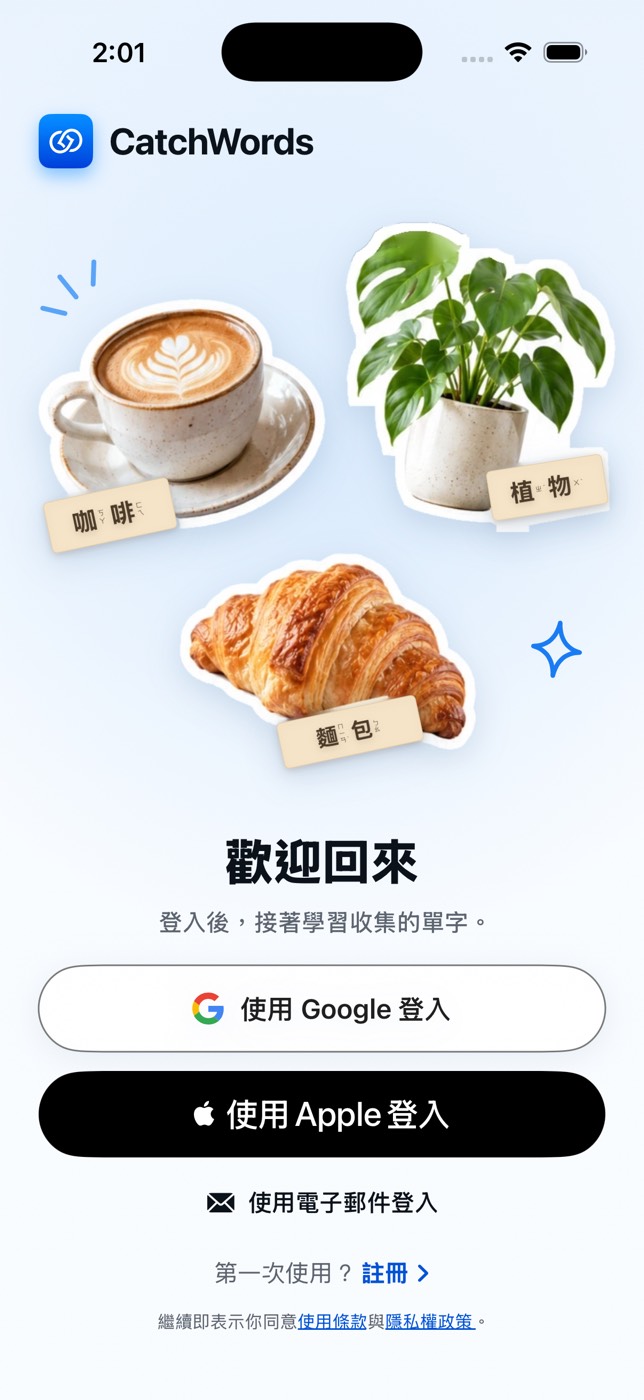 2:01
CatchWords
咖啡
植物
麵包
歡迎回來
登入後，接著學習收集的單字。
使用 Google 登入
使用 Apple 登入
使用電子郵件登入
第一次使用？註冊
繼續即表示你同意使用條款與隱私權政策。